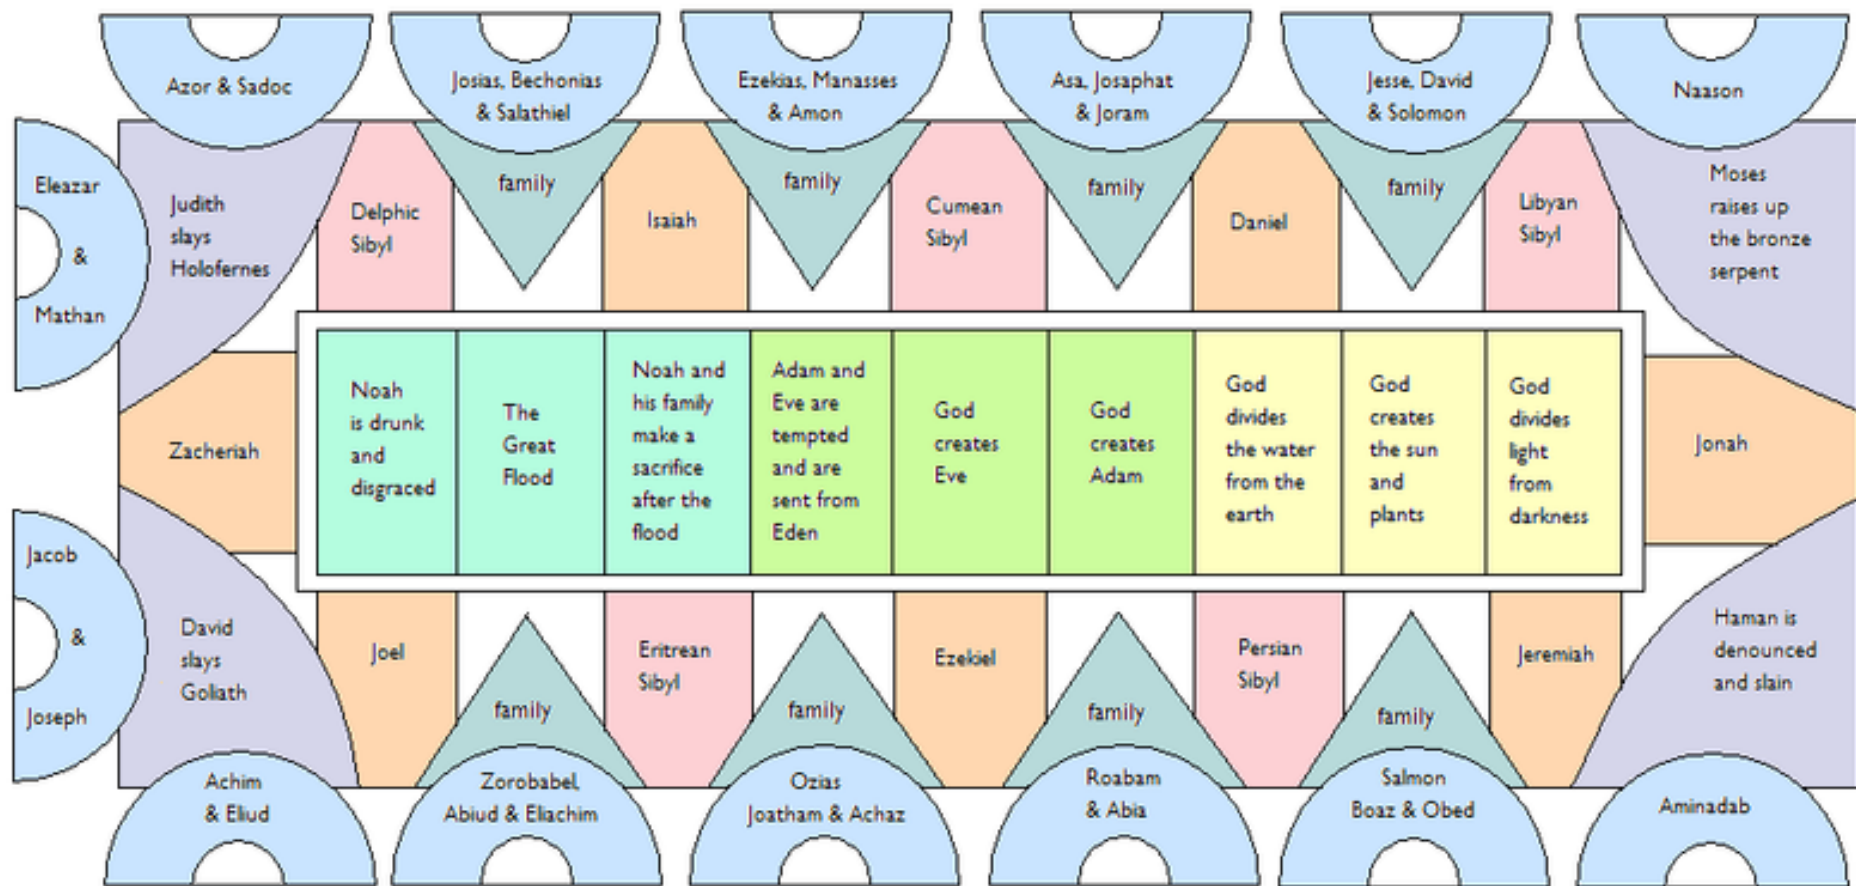 Azor & Sadoc
Josias, Bechonias
& Salathiel
Ezekias, Manasses
& Amon
Asa, Josaphat
& Joram
Jesse, David
& Solomon
Naason
Eleazar
&
Mathan
Judith
slays
Holofernes
Delphic
Sibyl
family
Isaiah
family
Cumean
Sibyl
family
Daniel
family
Libyan
Sibyl
Moses
raises up
the bronze
serpent
Zacheriah
Noah
is drunk
and
disgraced
The
Great
Flood
Noah and
his family
make a
sacrifice
after the
flood
Adam and
Eve are
tempted
and are
sent from
Eden
God
creates
Eve
God
creates
Adam
God
divides
the water
from the
earth
God
creates
the sun
and
plants
God
divides
light
from
darkness
Jonah
Jacob
&
Joseph
David
slays
Goliath
Joel
family
Eritrean
Sibyl
family
Ezekiel
family
Persian
Sibyl
family
Jeremiah
Haman is
denounced
and slain
Achim
& Eliud
Zorobabel,
Abiud & Eliachim
Ozias
Joatham & Achaz
Roabam
& Abia
Salmon
Boaz & Obed
Aminadab